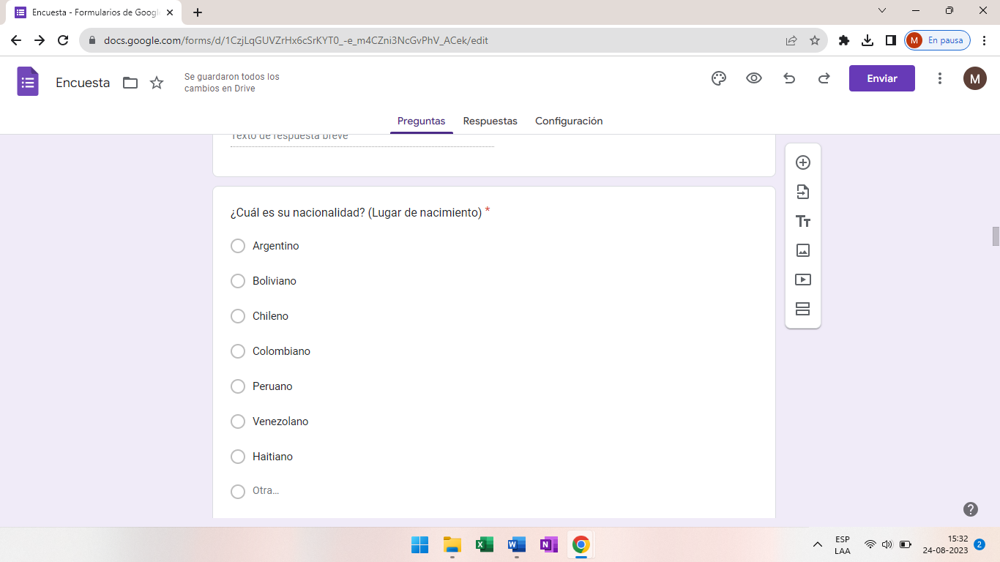 Encuesta - Formularios de Googl
docs.google.com/forms/d/1CzjLqGUVZrHx6cSrKYT0_-e_m4CZni3NcGvPhV_ACek/edit
M
En pausa
Encuesta
Se guardaron todos los
cambios en Drive
Enviar
M
Preguntas
Respuestas
Configuración
Texto de respuesta breve
¿Cuál es su nacionalidad? (Lugar de nacimiento) *
Argentino
Boliviano
Chileno
Colombiano
Peruano
Venezolano
Haitiano
Otra...
ESP
LAA
15:32
24-08-2023
2